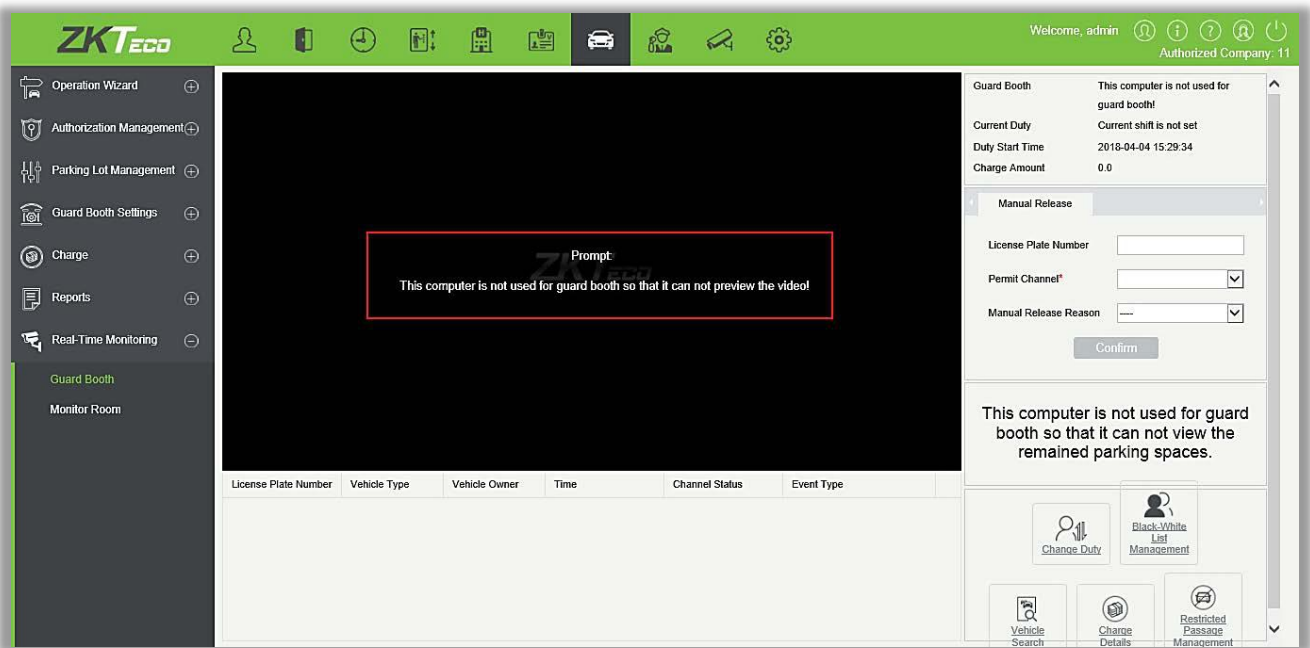 ZKTeco
Welcome, admin
Authorized Company: 11
Operation Wizard
Authorization Management
Parking Lot Management
Guard Booth Settings
Charge
Reports
Real-Time Monitoring
Guard Booth
Monitor Room
ZKTeco
Prompt:
This computer is not used for guard booth so that it can not preview the video!
License Plate Number Vehicle Type Vehicle Owner Time Channel Status Event Type
Guard Booth This computer is not used for
guard booth!
Current Duty Current shift is not set
Duty Start Time 2018-04-04 15:29:34
Charge Amount 0.0
Manual Release
License Plate Number
Permit Channel*
Manual Release Reason ----
Confirm
This computer is not used for guard
booth so that it can not view the
remained parking spaces.
Change Duty
Black-White
List
Management
Vehicle
Search
Charge
Details
Restricted
Passage
Management